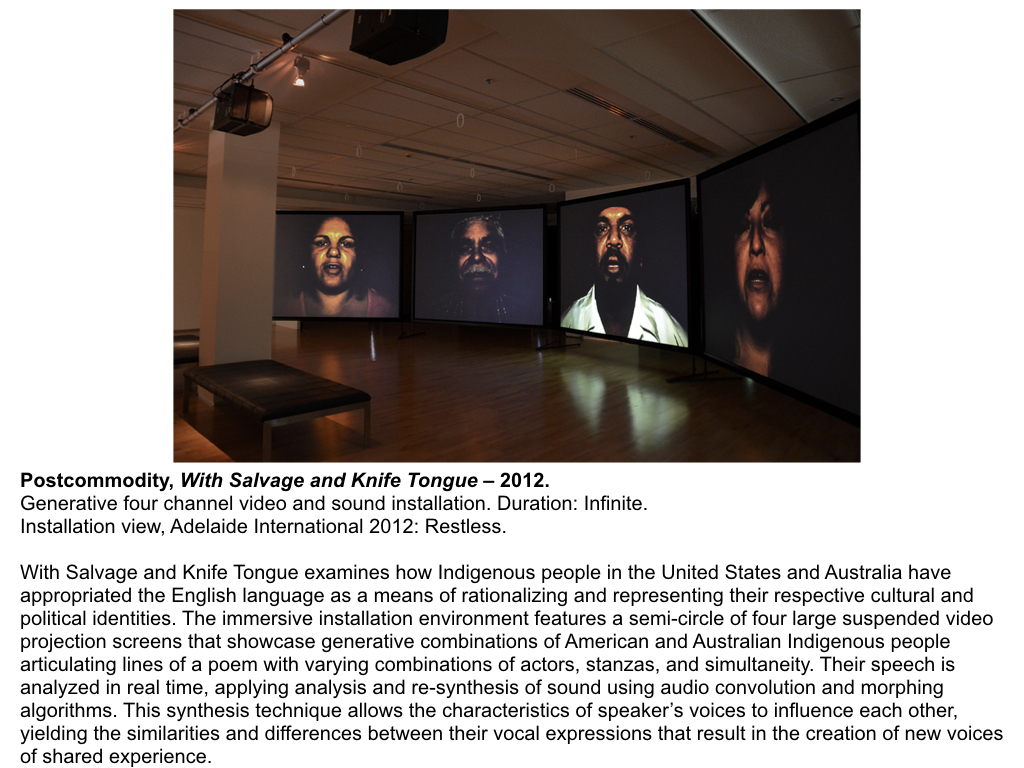 Postcommodity, With Salvage and Knife Tongue – 2012.
Generative four channel video and sound installation. Duration: Infinite.
Installation view, Adelaide International 2012: Restless.
With Salvage and Knife Tongue examines how Indigenous people in the United States and Australia have
appropriated the English language as a means of rationalizing and representing their respective cultural and
political identities. The immersive installation environment features a semi-circle of four large suspended video
projection screens that showcase generative combinations of American and Australian Indigenous people
articulating lines of a poem with varying combinations of actors, stanzas, and simultaneity. Their speech is
analyzed in real time, applying analysis and re-synthesis of sound using audio convolution and morphing
algorithms. This synthesis technique allows the characteristics of speaker’s voices to influence each other,
yielding the similarities and differences between their vocal expressions that result in the creation of new voices
of shared experience.